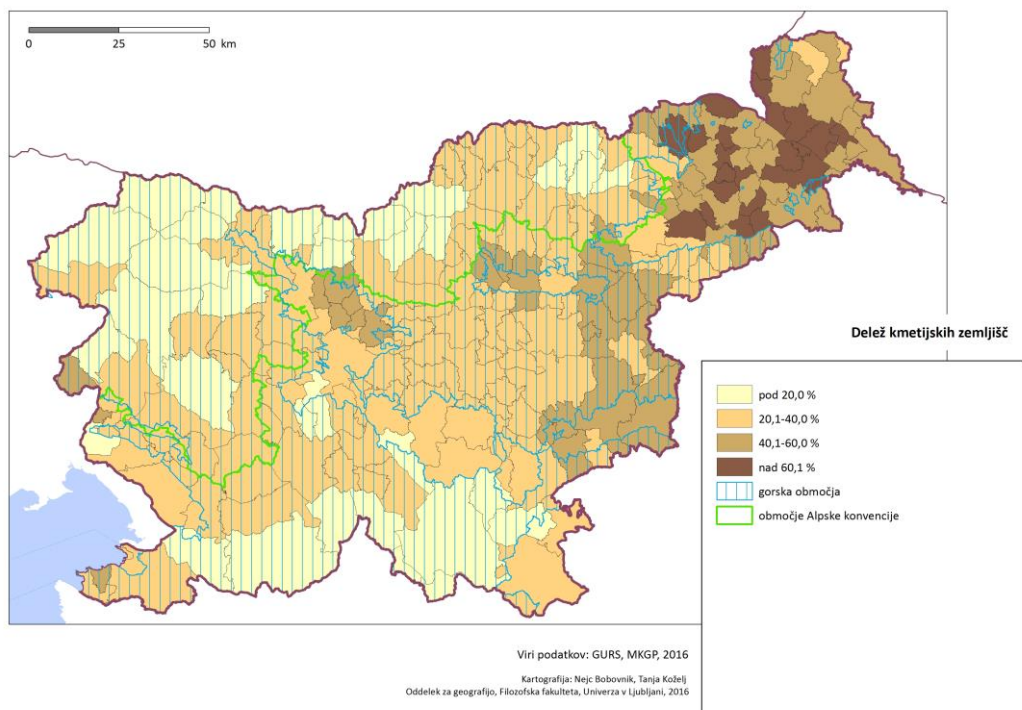 0 25 50 km
Delež kmetijskih zemljišč
pod 20,0 %
20,1-40,0 %
40,1-60,0 %
nad 60,1 %
gorska območja
območje Alpske konvencije
Viri podatkov: GURS, MKGP, 2016
Kartografija: Nejc Bobovnik, Tanja Koželj
Oddelek za geografijo, Filozofska fakulteta, Univerza v Ljubljani, 2016